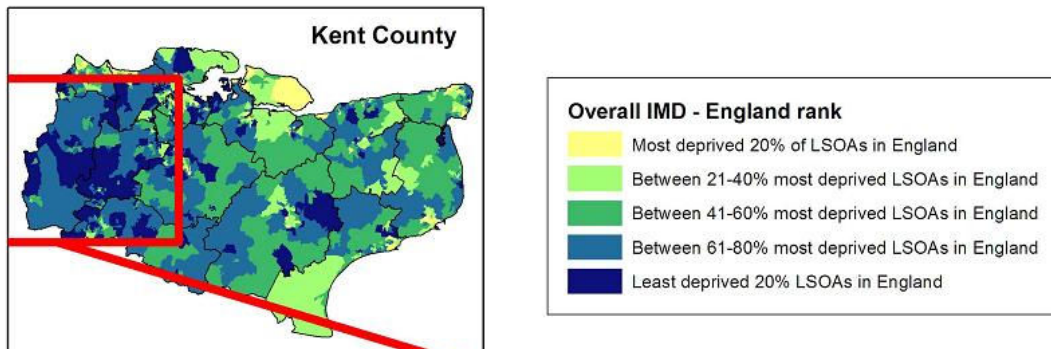 Kent County
Overall IMD - England rank
Most deprived 20% of LSOAs in England
Between 21-40% most deprived LSOAs in England
Between 41-60% most deprived LSOAs in England
Between 61-80% most deprived LSOAs in England
Least deprived 20% LSOAs in England